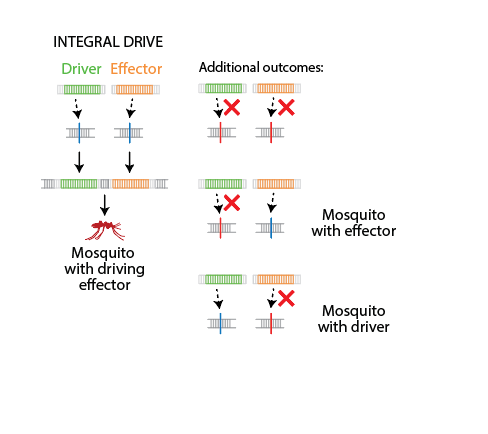 INTEGRAL DRIVE
Driver Effector
Additional outcomes:
Mosquito
with effector
Mosquito
with driving
effector
Mosquito
with driver